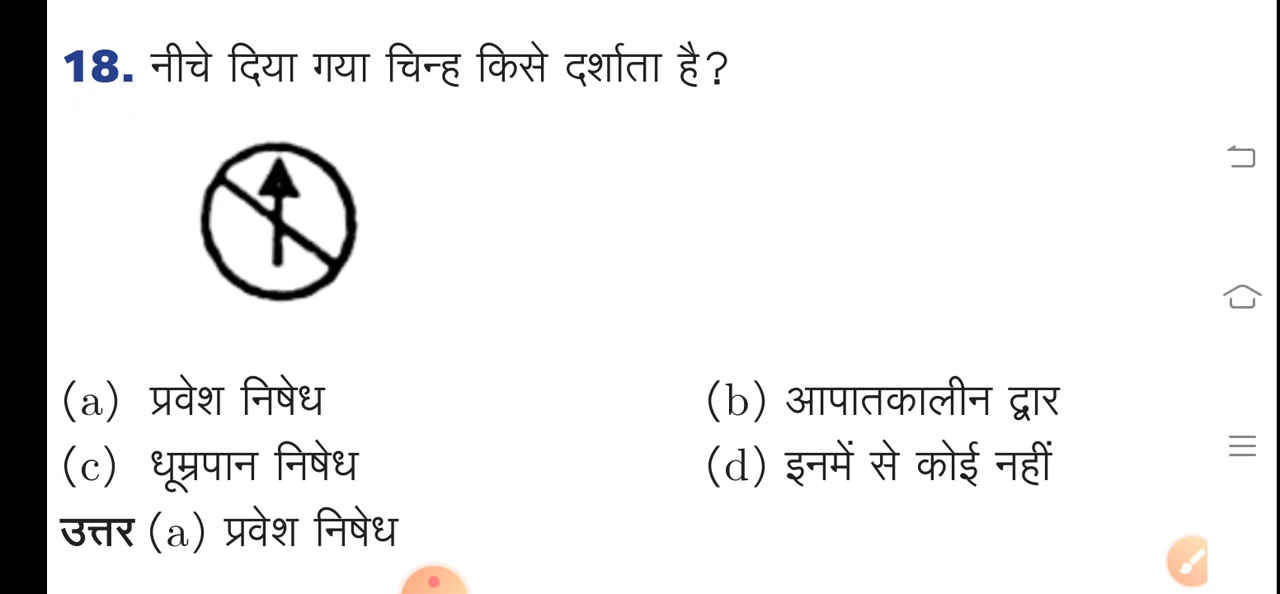 18. नीचे दिया गया चिन्ह किसे दर्शाता है?
(a) प्रवेश निषेध (b) आपातकालीन द्वार
(c) धूम्रपान निषेध (d) इनमें से कोई नहीं
उत्तर (a) प्रवेश निषेध